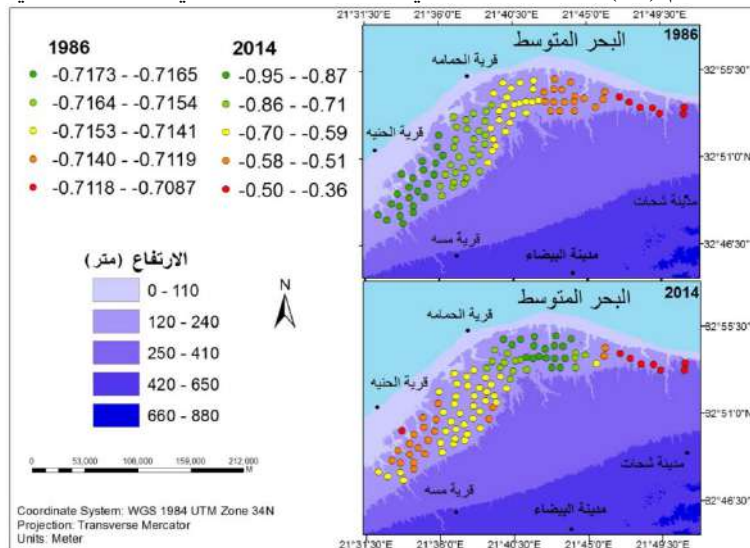 1986
-0.7173 - -0.7165
-0.7164 - -0.7154
-0.7153 - -0.7141
-0.7140 - -0.7119
-0.7118 - -0.7087
2014
-0.95 - -0.87
-0.86 - -0.71
-0.70 - -0.59
-0.58 - -0.51
-0.50 - -0.36
الارتفاع (متر)
0 - 110
120 - 240
250 - 410
420 - 650
660 - 880
N
0 53,000 106,000 159,000 212,000
M
Coordinate System: WGS 1984 UTM Zone 34N
Projection: Transverse Mercator
Units: Meter
21°31'30"E 21°36'0"E 21°40'30"E 21°45'0"E 21°49'30"E
1986
البحر المتوسط
قرية الحمامه
قرية الحنيه
مدينة شحات
قرية مسه
مدينة البيضاء
32°55'30"N
32°51'0"N
32°46'30"N
2014
البحر المتوسط
قرية الحمامه
قرية الحنيه
مدينة شحات
قرية مسه
مدينة البيضاء
32°55'30"N
32°51'0"N
32°46'30"N
21°31'30"E 21°36'0"E 21°40'30"E 21°45'0"E 21°49'30"E